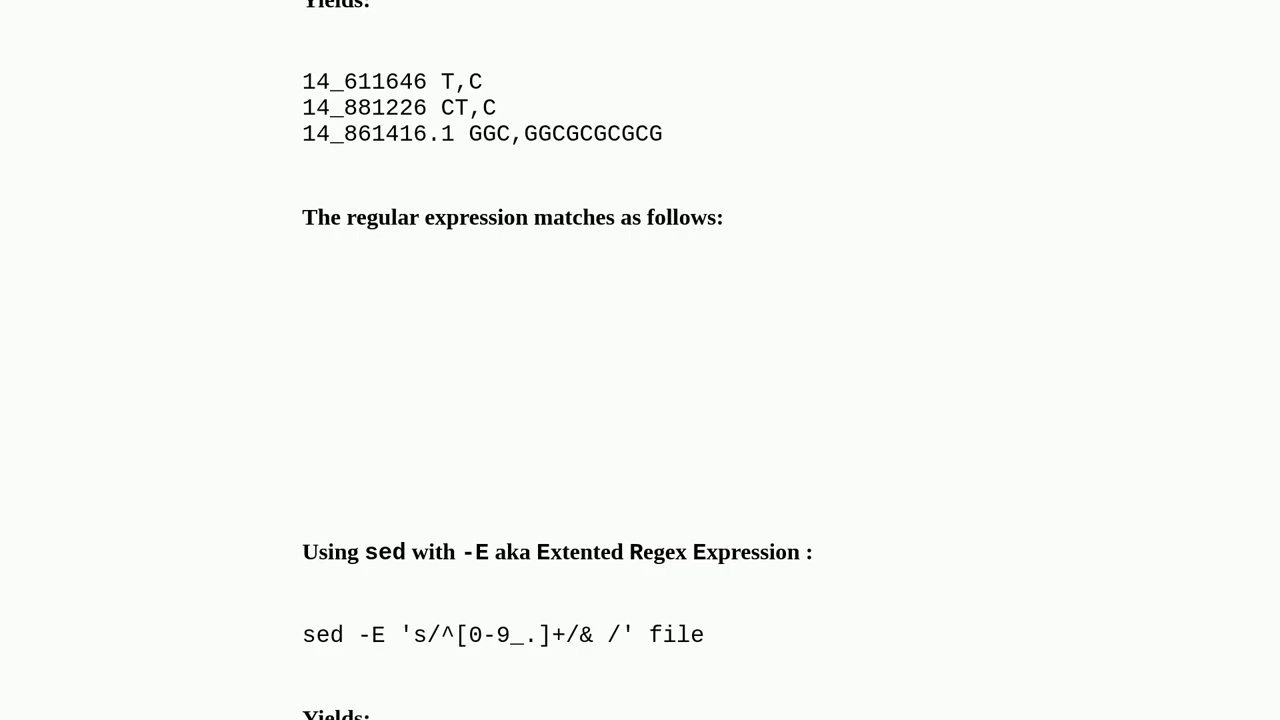 Yields:
14_611646 T,C
14_881226 CT,C
14_861416.1 GGC,GGCGCGCGCG
The regular expression matches as follows:
Using sed with -E aka Extented Regex Expression :
sed -E 's/^[0-9_.]+/& /' file
Yields: